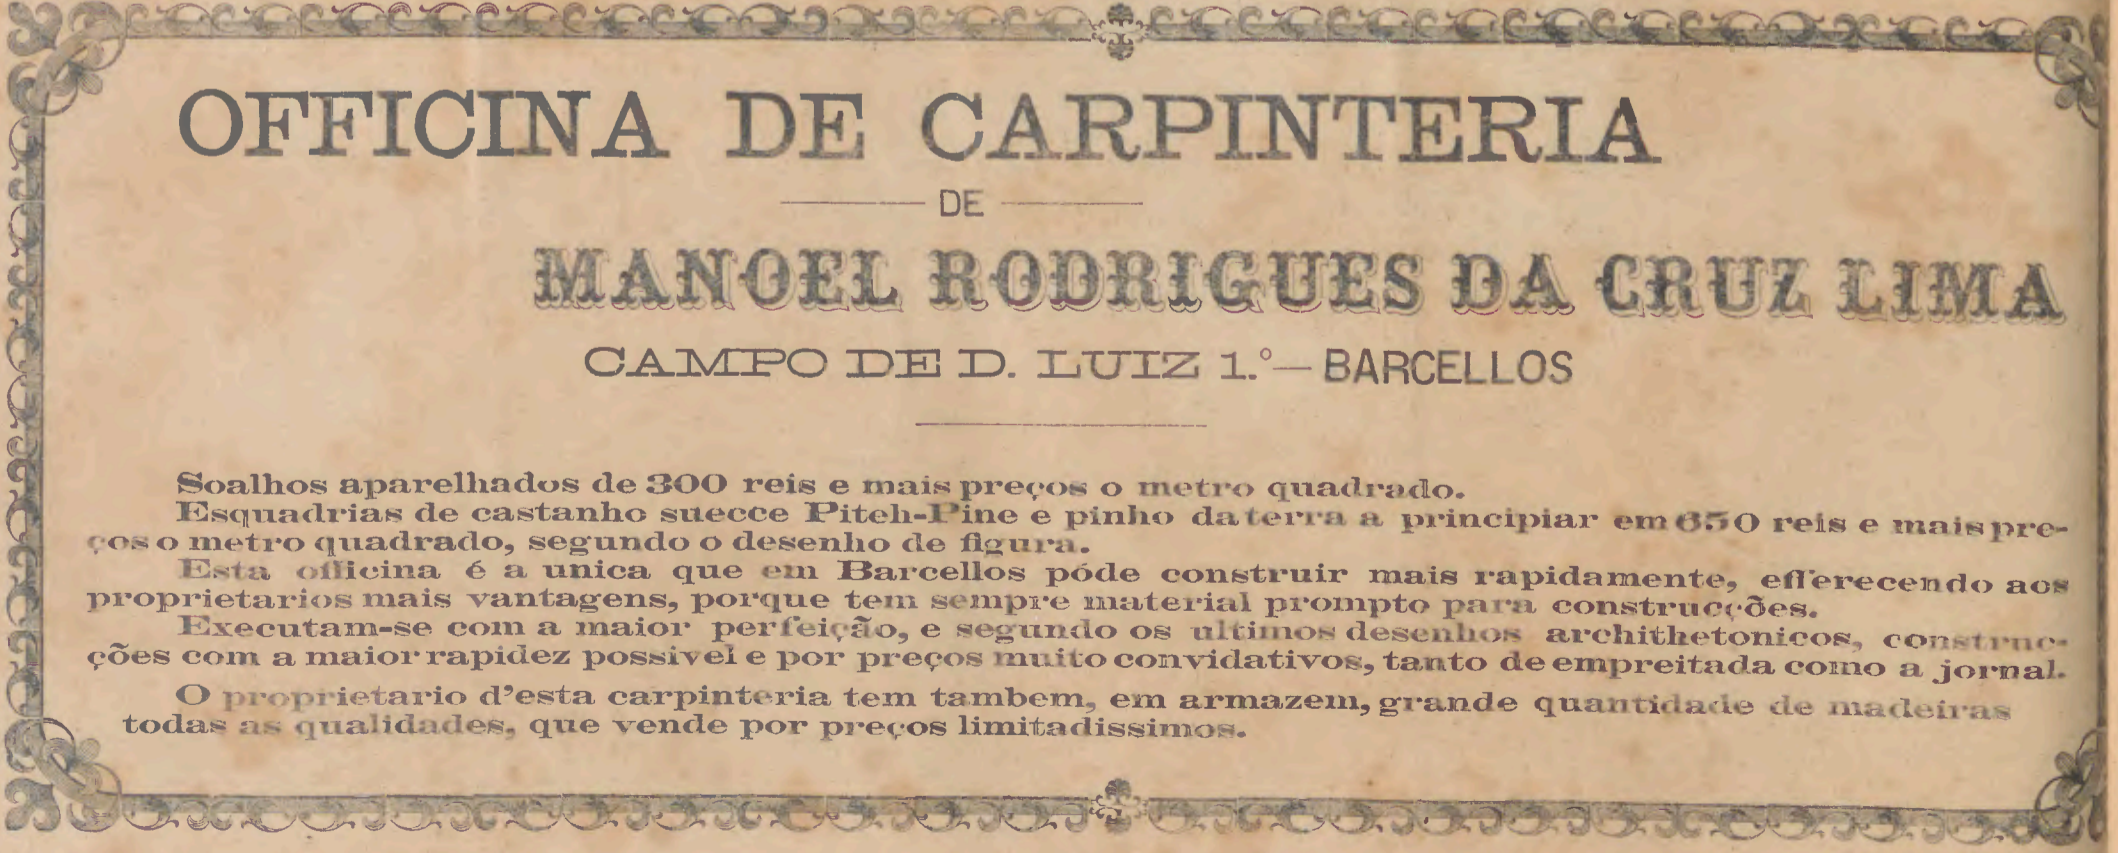 OFFICINA DE CARPINTERIA
DE
MANOEL RODRIGUES DA CRUZ LIMA
CAMPO DE D. LUIZ 1.º — BARCELLOS
Soalhos aparelhados de 300 reis e mais preços o metro quadrado.
Esquadrias de castanho suecce Piteh-Pine e pinho da terra a principiar em 650 reis e mais pre-
ços o metro quadrado, segundo o desenho de figura.
Esta officina é a unica que em Barcellos póde construir mais rapidamente, efferecendo aos
proprietarios mais vantagens, porque tem sempre material prompto para construcções.
Executam-se com a maior perfeição, e segundo os ultimos desenhos archithetonicos, construc-
ções com a maior rapidez possivel e por preços muito convidativos, tanto de empreitada como a jornal.
O proprietario d'esta carpinteria tem tambem, em armazem, grande quantidade de madeiras
todas as qualidades, que vende por preços limitadissimos.